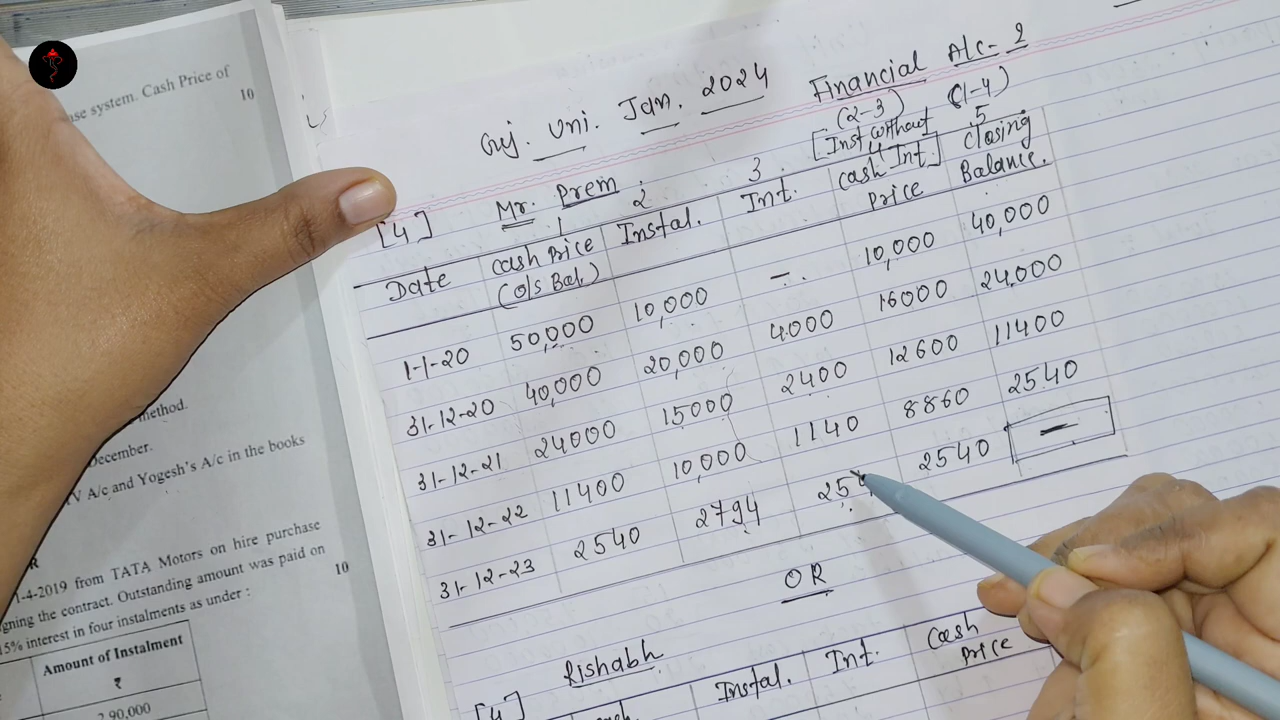 se system. Cash Price of
10
method.
December.
V A/c and Yogesh's A/c in the books
R
1-4-2019 from TATA Motors on hire purchase
gning the contract. Outstanding amount was paid on
15% interest in four instalments as under :
10
Amount of Instalment
₹
2,90,000
Guj. Uni. Jan. 2024 Financial A/C - 2
[4] Mr. Prem
(2-3) (1-4)
1 2 3 4 5
Date Cash Price (O/s Bal.) Instal. Int. [Inst without Int.] Cash Price Closing Balance.
1-1-20 50,000 10,000 -. 10,000 40,000
31-12-20 40,000 20,000 4000 16000 24,000
31-12-21 24000 15000 2400 12600 11400
31-12-22 11400 10,000 1140 8860 2540
31-12-23 2540 2794 254 2540 -
OR
[4] Rishabh
Instal. Int. Cash Price